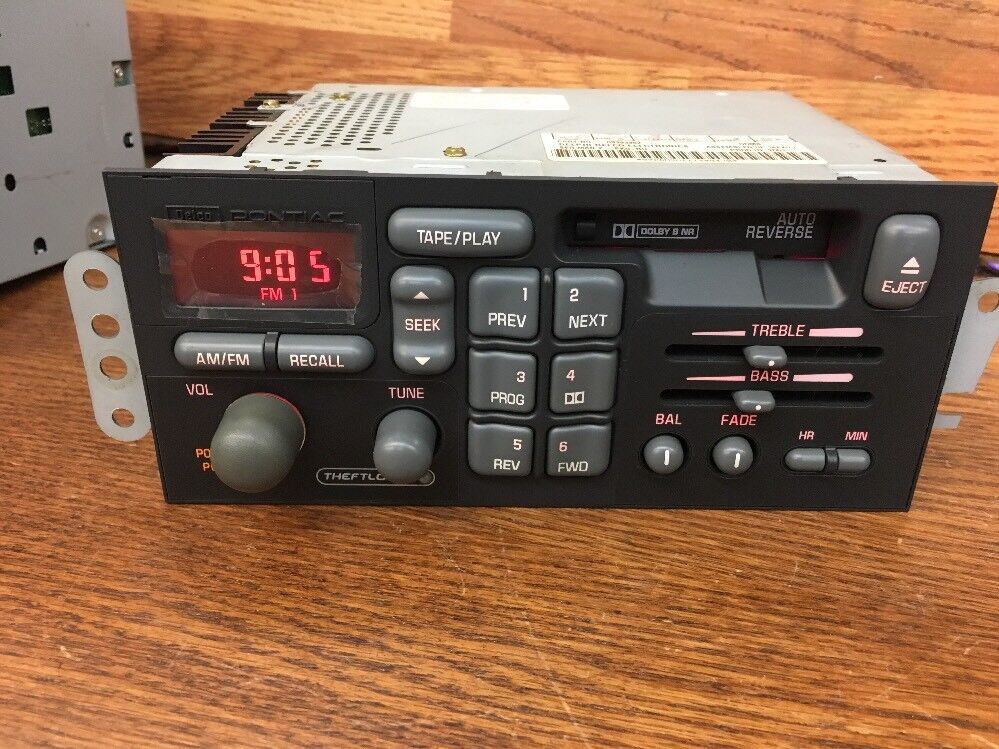 Delco PONTIAC
9:05
FM 1
AM/FM
RECALL
VOL
TUNE
TAPE/PLAY
SEEK
1
PREV
2
NEXT
3
PROG
4
5
REV
6
FWD
DOLBY B NR
AUTO
REVERSE
EJECT
TREBLE
BASS
BAL
FADE
HR
MIN